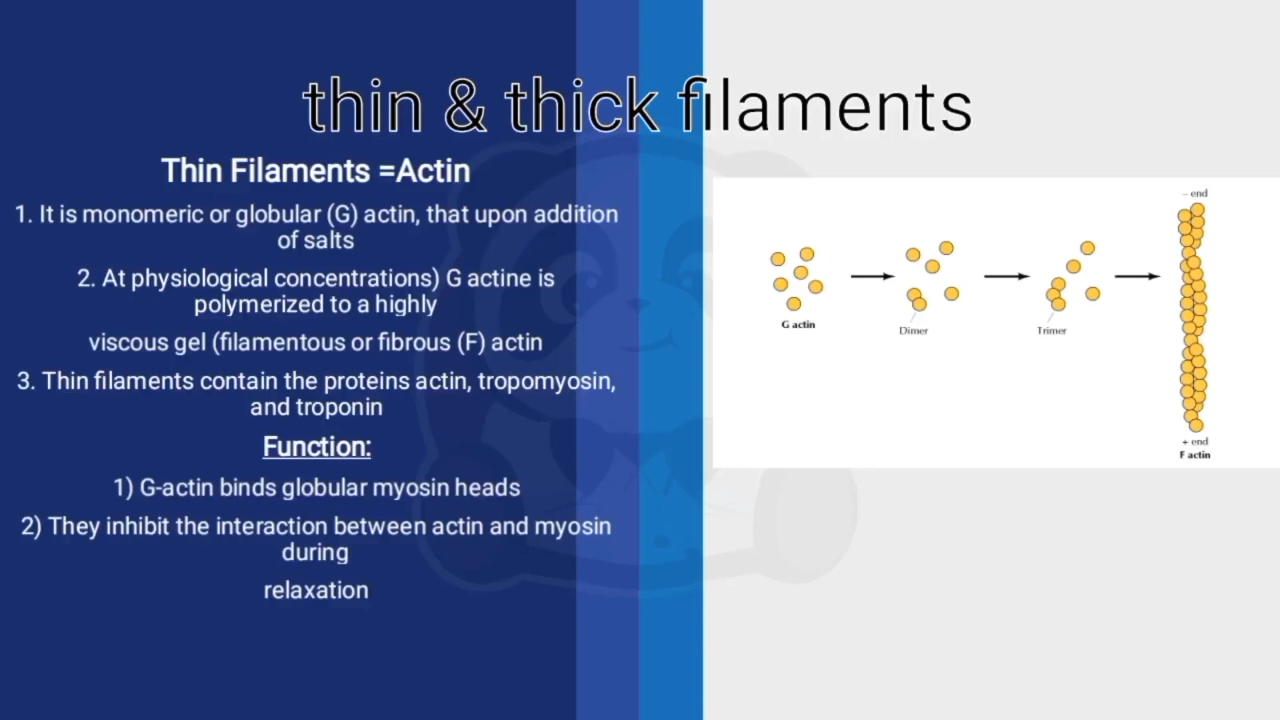 thin & thick filaments
Thin Filaments =Actin
1. It is monomeric or globular (G) actin, that upon addition
of salts
2. At physiological concentrations) G actine is
polymerized to a highly
viscous gel (filamentous or fibrous (F) actin
3. Thin filaments contain the proteins actin, tropomyosin,
and troponin
Function:
1) G-actin binds globular myosin heads
2) They inhibit the interaction between actin and myosin
during
relaxation
– end
G actin
Dimer
Trimer
+ end
F actin